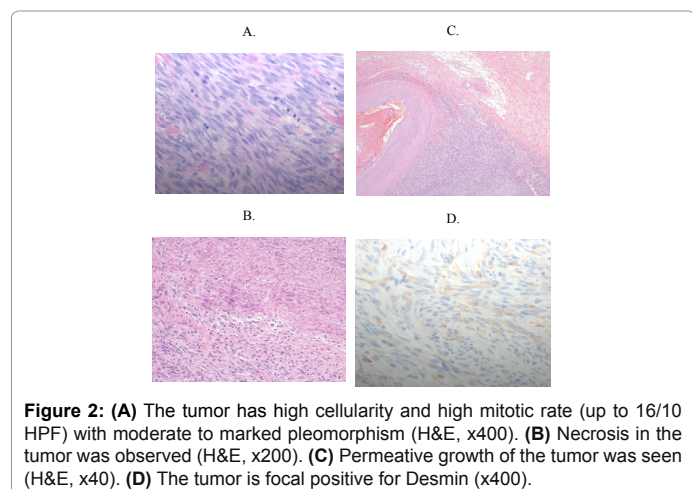 A.
C.
B.
D.
Figure 2: (A) The tumor has high cellularity and high mitotic rate (up to 16/10
HPF) with moderate to marked pleomorphism (H&E, x400). (B) Necrosis in the
tumor was observed (H&E, x200). (C) Permeative growth of the tumor was seen
(H&E, x40). (D) The tumor is focal positive for Desmin (x400).